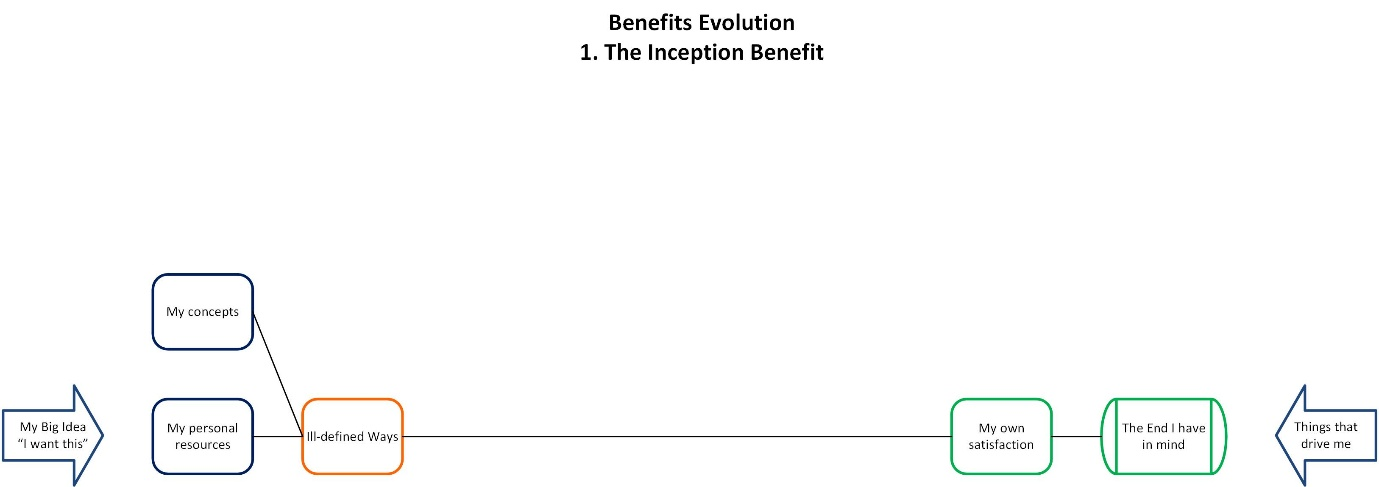 Benefits Evolution
1. The Inception Benefit
My concepts
My Big Idea
“I want this”
My personal
resources
Ill-defined Ways
My own
satisfaction
The End I have
in mind
Things that
drive me